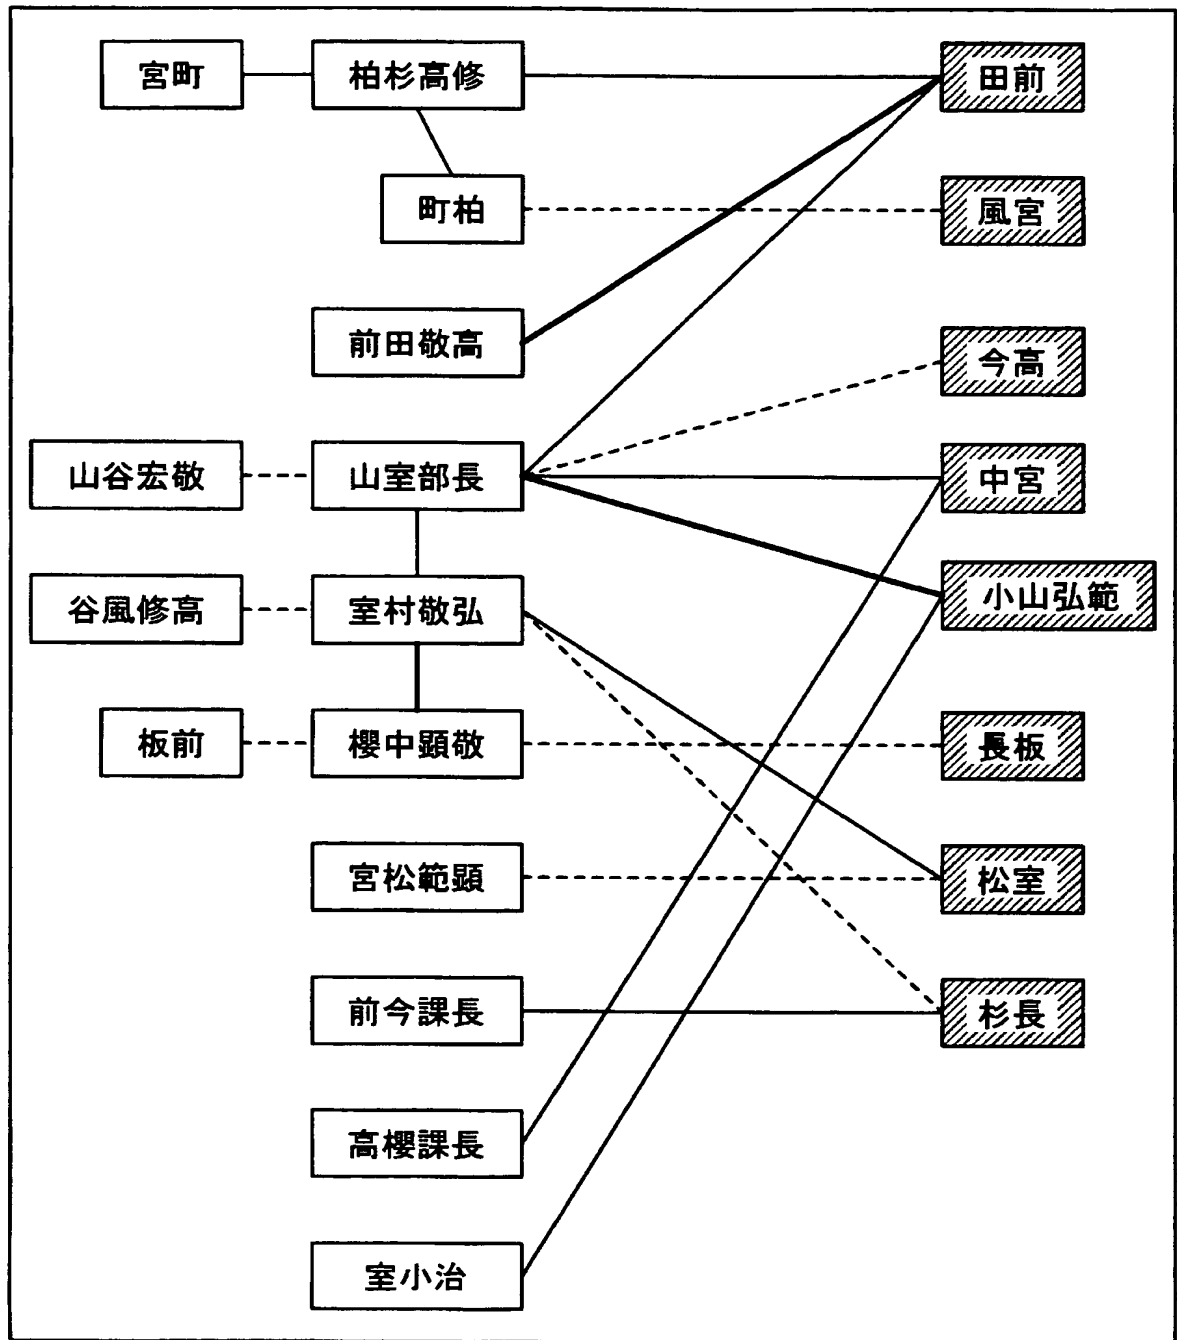 宮町
柏杉高修
田前
町柏
風宮
前田敬高
今高
山谷宏敬
山室部長
中宮
谷風修高
室村敬弘
小山弘範
板前
櫻中顕敬
長板
宮松範顕
松室
前今課長
杉長
高櫻課長
室小治